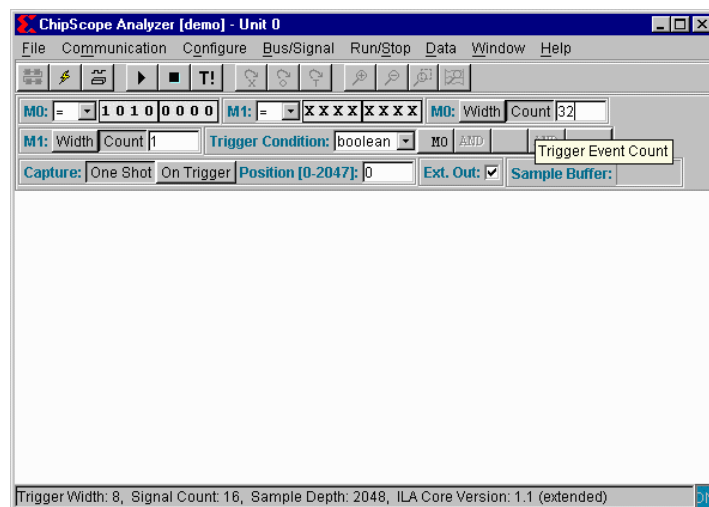 ChipScope Analyzer [demo] - Unit 0
File Communication Configure Bus/Signal Run/Stop Data Window Help
T!
M0: = 1 0 1 0 0 0 0 0 M1: = X X X X X X X X M0: Width Count 32
M1: Width Count 1 Trigger Condition: boolean M0 AND AND
Trigger Event Count
Capture: One Shot On Trigger Position [0-2047]: 0 Ext. Out: Sample Buffer:
Trigger Width: 8, Signal Count: 16, Sample Depth: 2048, ILA Core Version: 1.1 (extended)